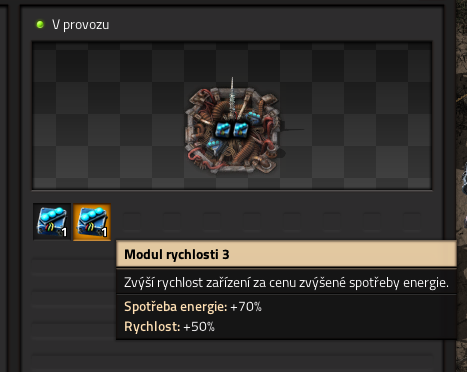 V provozu
1
1
Modul rychlosti 3
Zvýší rychlost zařízení za cenu zvýšené spotřeby energie.
Spotřeba energie: +70%
Rychlost: +50%